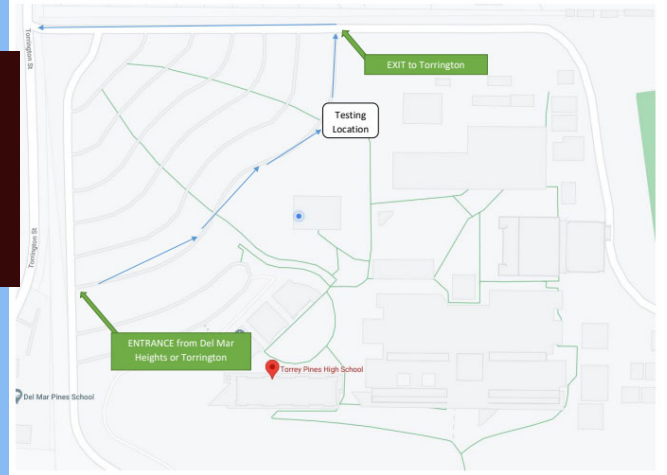 Torrington St
EXIT to Torrington
Testing
Location
Torrington St
ENTRANCE from Del Mar
Heights or Torrington
Torrey Pines High School
Del Mar Pines School